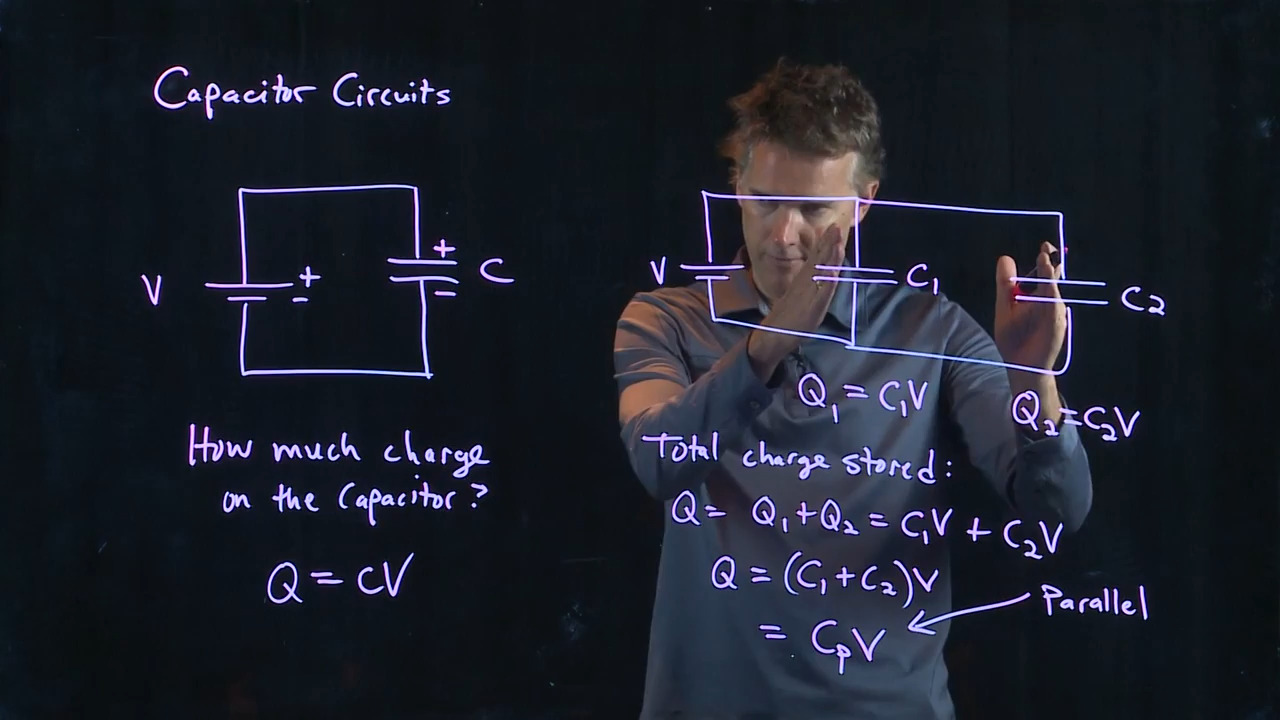 Capacitor Circuits
V + - + - C
How much charge
on the Capacitor?
Q = CV
V C₁ C₂
Q₁ = C₁V
Q₂ = C₂V
Total charge stored:
Q = Q₁ + Q₂ = C₁V + C₂V
Q = (C₁ + C₂)V
Parallel
= CₚV